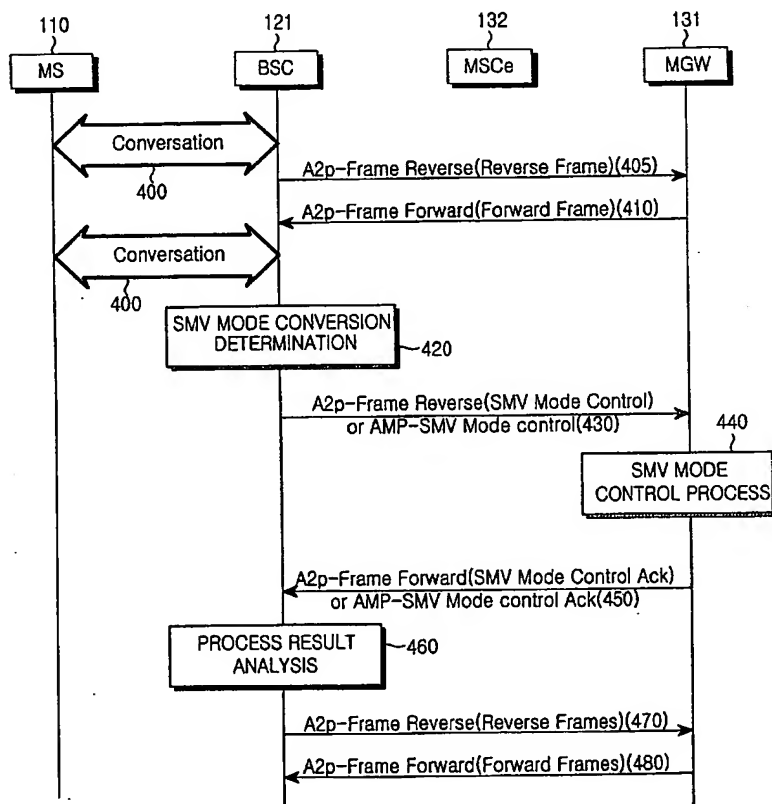 110 121 132 131
MS BSC MSCe MGW
Conversation
400
A2p-Frame Reverse(Reverse Frame)(405)
A2p-Frame Forward(Forward Frame)(410)
Conversation
400
SMV MODE CONVERSION
DETERMINATION
420
A2p-Frame Reverse(SMV Mode Control)
or AMP-SMV Mode control(430)
440
SMV MODE
CONTROL PROCESS
A2p-Frame Forward(SMV Mode Control Ack)
or AMP-SMV Mode control Ack(450)
PROCESS RESULT
ANALYSIS
460
A2p-Frame Reverse(Reverse Frames)(470)
A2p-Frame Forward(Forward Frames)(480)